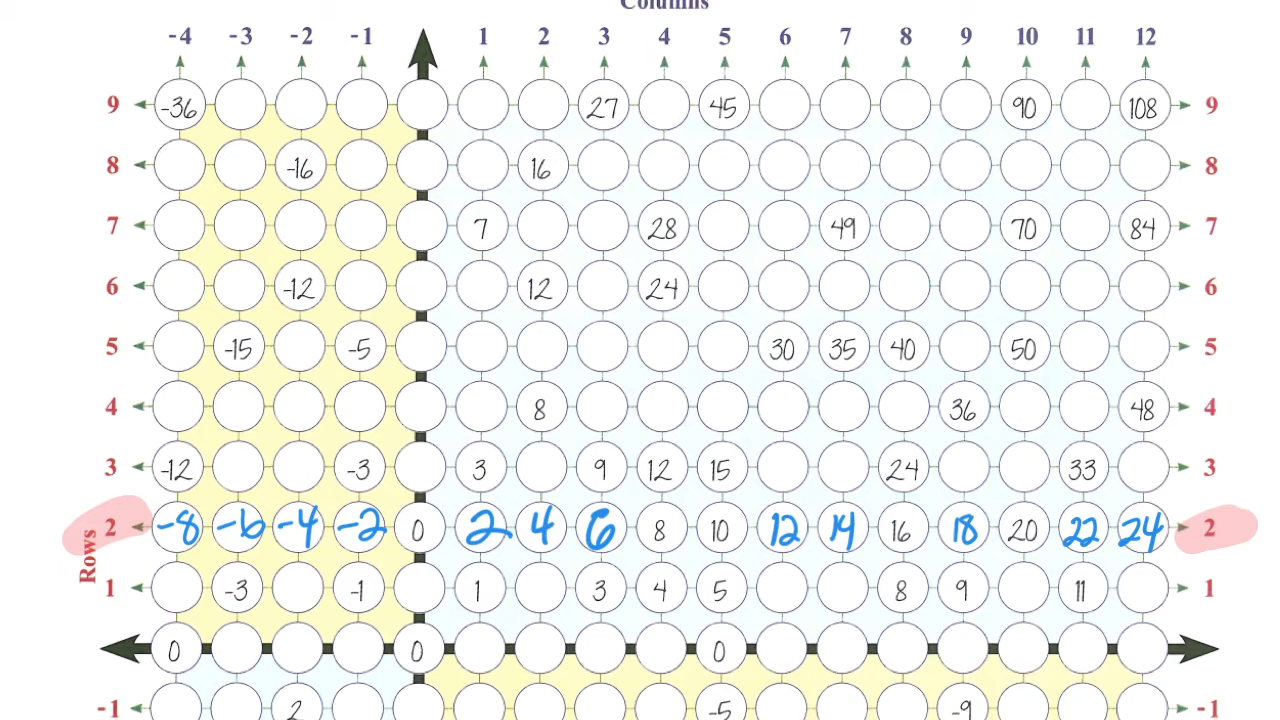 Columns
-4 -3 -2 -1 1 2 3 4 5 6 7 8 9 10 11 12
9 -36 27 45 90 108 9
8 -16 16 8
7 7 28 49 70 84 7
6 -12 12 24 6
5 -15 -5 30 35 40 50 5
4 8 36 48 4
3 -12 -3 3 9 12 15 24 33 3
2 -8 -6 -4 -2 0 2 4 6 8 10 12 14 16 18 20 22 24 2
Rows
1 -3 -1 1 3 4 5 8 9 11 1
0 0 0
-1 2 -5 -9 -1